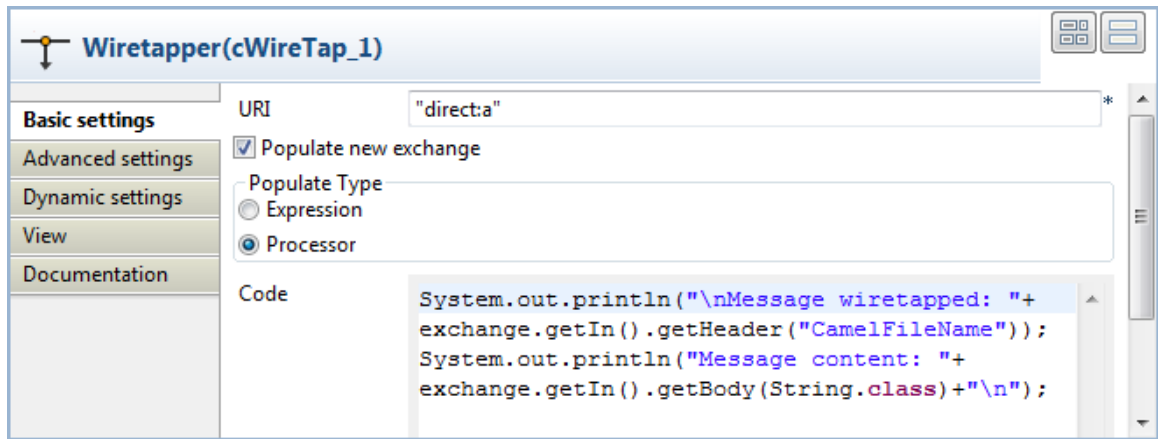 Wiretapper(cWireTap_1)
Basic settings
Advanced settings
Dynamic settings
View
Documentation
URI "direct:a" *
Populate new exchange
Populate Type
Expression
Processor
Code
System.out.println("\nMessage wiretapped: "+
exchange.getIn().getHeader("CamelFileName"));
System.out.println("Message content: "+
exchange.getIn().getBody(String.class)+"\n");